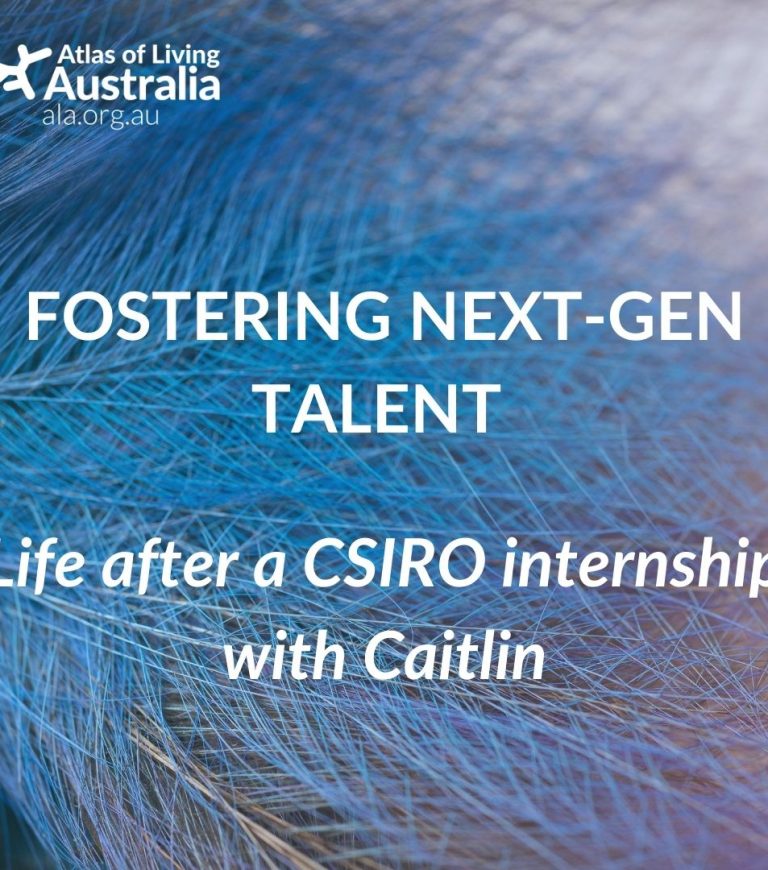 Atlas of Living
Australia
ala.org.au
FOSTERING NEXT-GEN
TALENT
Life after a CSIRO internship
with Caitlin